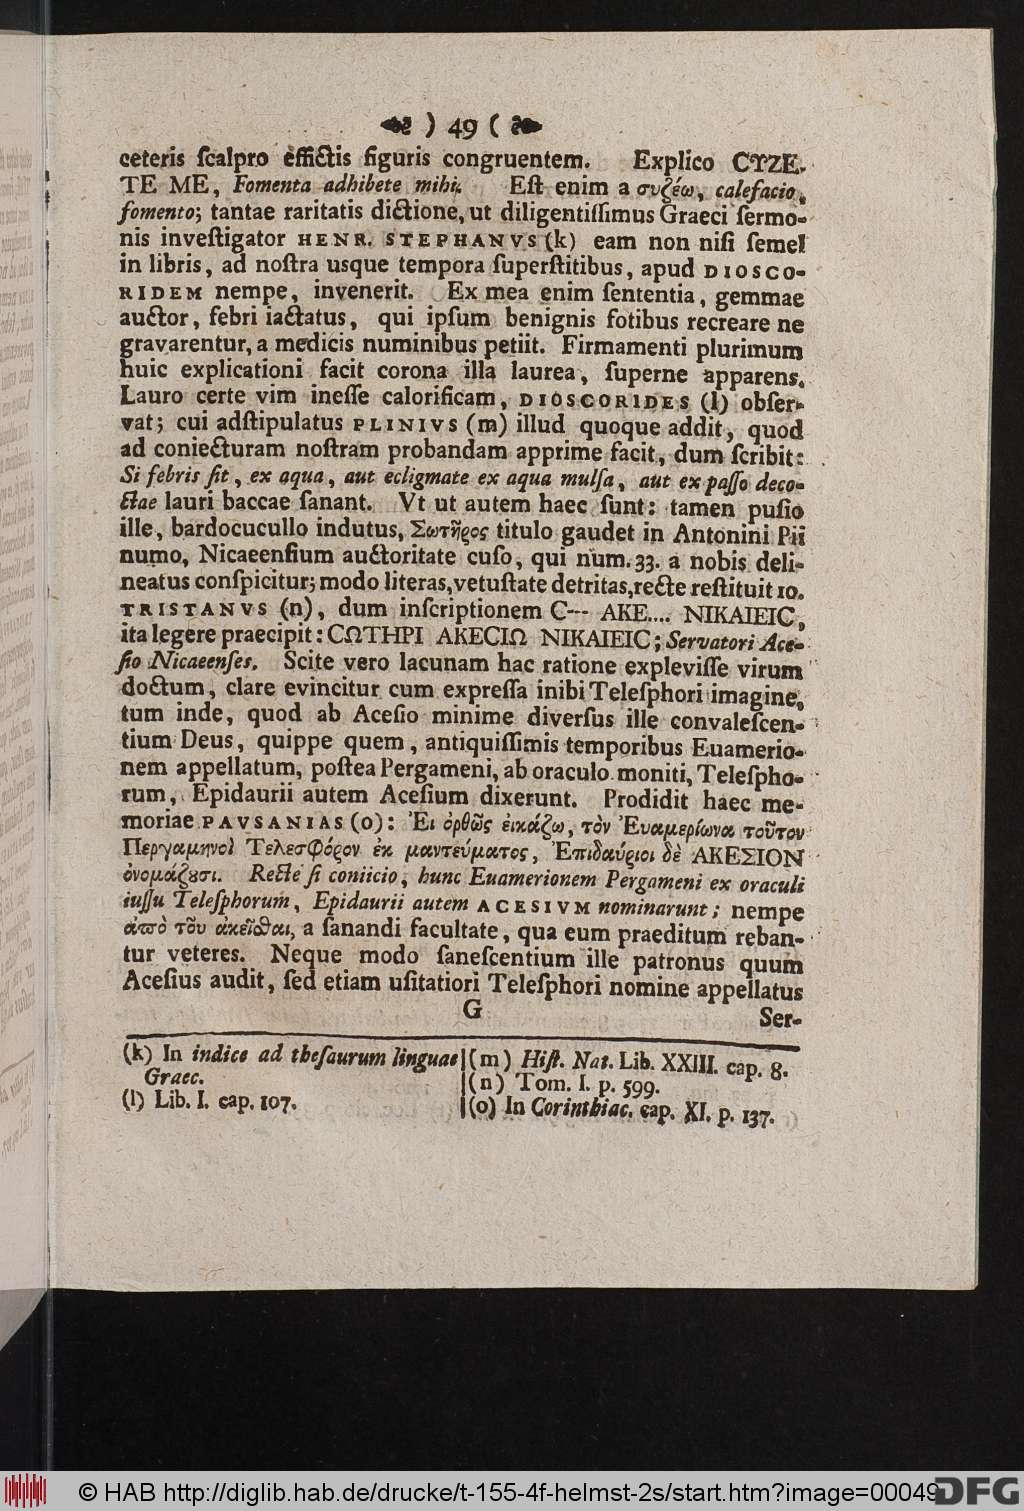 ) 49 (
ceteris ſcalpro effictis figuris congruentem. Explico CYZE-
TE ME, Fomenta adhibete mihi. Eſt enim a συζέω, calefacio,
fomento; tantae raritatis dictione, ut diligentiſſimus Graeci ſermo-
nis inveſtigator HENR. STEPHANVS (k) eam non niſi ſemel
in libris, ad noſtra usque tempora ſuperſtitibus, apud DIOSCO-
RIDEM nempe, invenerit. Ex mea enim ſententia, gemmae
auctor, febri iactatus, qui ipſum benignis fotibus recreare ne
gravarentur, a medicis numinibus petiit. Firmamenti plurimum
huic explicationi facit corona illa laurea, ſuperne apparens.
Lauro certe vim ineſſe calorificam, DIOSCORIDES (l) obſer-
vat; cui adſtipulatus PLINIVS (m) illud quoque addit, quod
ad coniecturam noſtram probandam apprime facit, dum ſcribit:
Si febris ſit, ex aqua, aut ecligmate ex aqua mulſa, aut ex paſſo deco-
ctae lauri baccae ſanant. Vt ut autem haec ſunt: tamen puſio
ille, bardocucullo indutus, Σωτῆρος titulo gaudet in Antonini Pii
numo, Nicaeenſium auctoritate cuſo, qui num. 33. a nobis deli-
neatus conſpicitur; modo literas, vetuſtate detritas, recte reſtituit 10.
TRISTANVS (n), dum inſcriptionem C--- AKE.... NIKAIEIC,
ita legere praecipit: CΩTHPI AKECIΩ NIKAIEIC; Servatori Ace-
ſio Nicaeenſes. Scite vero lacunam hac ratione expleviſſe virum
doctum, clare evincitur cum expreſſa inibi Teleſphori imagine,
tum inde, quod ab Aceſio minime diverſus ille convaleſcen-
tium Deus, quippe quem, antiquiſſimis temporibus Euamerio-
nem appellatum, poſtea Pergameni, ab oraculo moniti, Teleſpho-
rum, Epidaurii autem Aceſium dixerunt. Prodidit haec me-
moriae PAVSANIAS (o): Ἐι ὀρθῶς ἐικάζω, τὸν Ἐυαμερίωνα τοῦτον
Περγαμηνοὶ Τελεσφόρον ἐκ μαντεύματος, Ἐπιδαύριοι δὲ ΑΚΕΣΙΟΝ
ὀνομάζουσι. Recte ſi coniicio, hunc Euamerionem Pergameni ex oraculi
iuſſu Teleſphorum, Epidaurii autem ACESIVM nominarunt; nempe
ἀπὸ τοῦ ἀκεῖσθαι, a ſanandi facultate, qua eum praeditum reban-
tur veteres. Neque modo ſaneſcentium ille patronus quum
Aceſius audit, ſed etiam uſitatiori Teleſphori nomine appellatus
G
Ser-
(k) In indice ad theſaurum linguae
Graec.
(l) Lib. I. cap. 107.
(m) Hiſt. Nat. Lib. XXIII. cap. 8.
(n) Tom. I. p. 599.
(o) In Corinthiac. cap. XI. p. 137.
© HAB http://diglib.hab.de/drucke/t-155-4f-helmst-2s/start.htm?image=00049
DFG